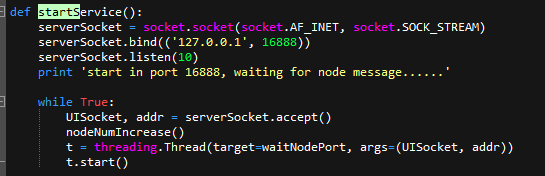 def startService():
    serverSocket = socket.socket(socket.AF_INET, socket.SOCK_STREAM)
    serverSocket.bind(('127.0.0.1', 16888))
    serverSocket.listen(10)
    print 'start in port 16888, waiting for node message......'

    while True:
        UISocket, addr = serverSocket.accept()
        nodeNumIncrease()
        t = threading.Thread(target=waitNodePort, args=(UISocket, addr))
        t.start()